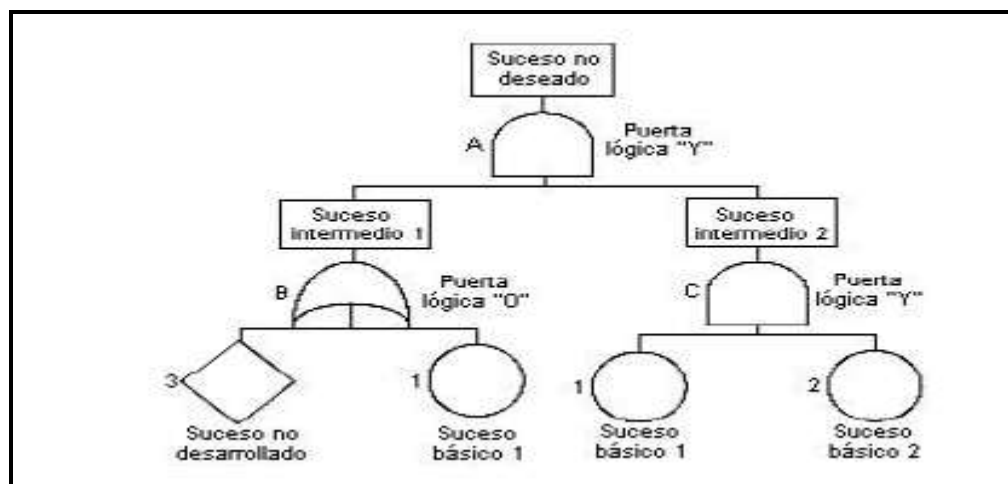 Suceso no
deseado
A
Puerta
lógica "Y"
Suceso
intermedio 1
Suceso
intermedio 2
B
Puerta
lógica "O"
C
Puerta
lógica "Y"
3
1
1
2
Suceso no
desarrollado
Suceso
básico 1
Suceso
básico 1
Suceso
básico 2